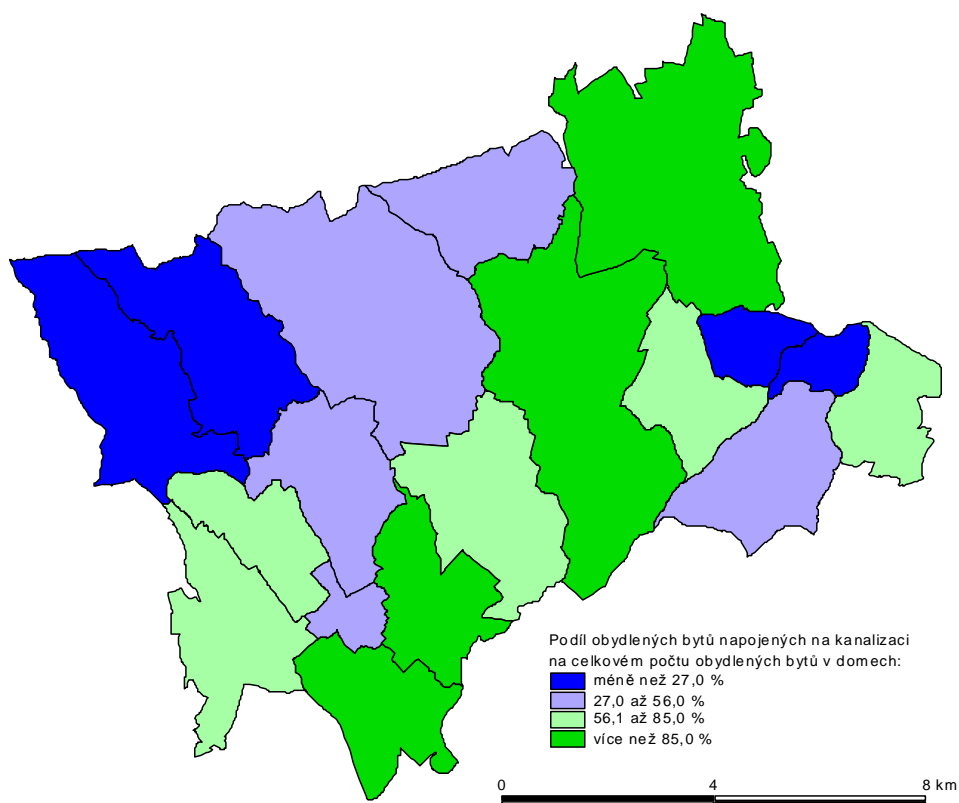 Podíl obydlených bytů napojených na kanalizaci
na celkovém počtu obydlených bytů v domech:
méně než 27,0 %
27,0 až 56,0 %
56,1 až 85,0 %
více než 85,0 %
0 4 8 km